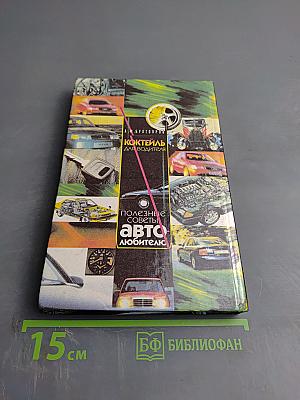 КОКТЕЙЛЬ
ДЛЯ ВОДИТЕЛЯ
ПОЛЕЗНЫЕ
СОВЕТЫ
АВТО
ЛЮБИТЕЛЮ
15 см
БФ БИБЛИОФАН